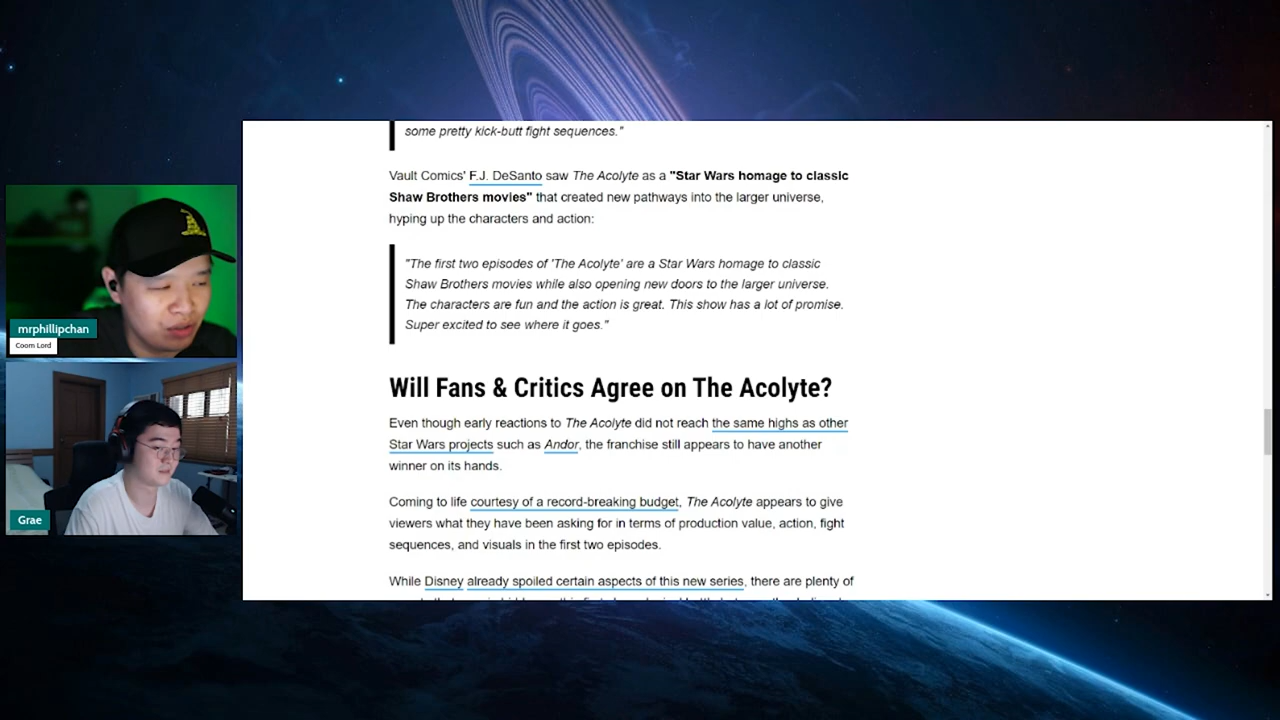 some pretty kick-butt fight sequences."
Vault Comics' F.J. DeSanto saw The Acolyte as a "Star Wars homage to classic
Shaw Brothers movies" that created new pathways into the larger universe,
hyping up the characters and action:
"The first two episodes of 'The Acolyte' are a Star Wars homage to classic
Shaw Brothers movies while also opening new doors to the larger universe.
The characters are fun and the action is great. This show has a lot of promise.
Super excited to see where it goes."
mrphillipchan
Coom Lord
Will Fans & Critics Agree on The Acolyte?
Even though early reactions to The Acolyte did not reach the same highs as other
Star Wars projects such as Andor, the franchise still appears to have another
winner on its hands.
Coming to life courtesy of a record-breaking budget, The Acolyte appears to give
viewers what they have been asking for in terms of production value, action, fight
sequences, and visuals in the first two episodes.
Grae
While Disney already spoiled certain aspects of this new series, there are plenty of